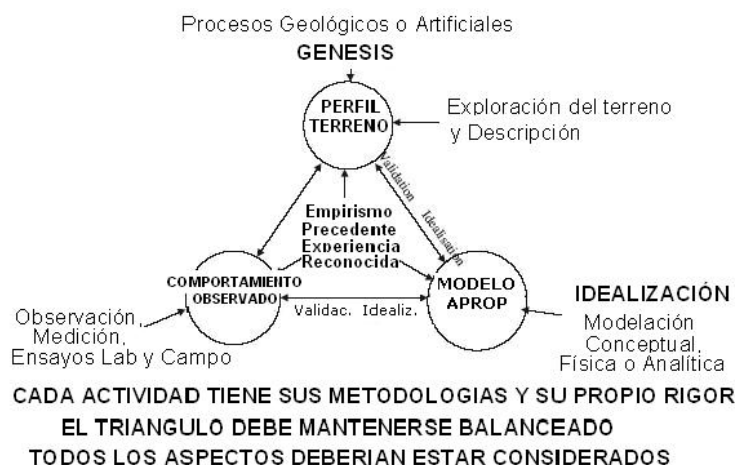 Procesos Geológicos o Artificiales
GENESIS
PERFIL
TERRENO
Exploración del terreno
y Descripción
Validation Idealisation
Empirismo
Precedente
Experiencia
Reconocida
COMPORTAMIENTO
OBSERVADO
Validac. Idealiz.
MODELO
APROP
IDEALIZACIÓN
Modelación
Conceptual,
Física o Analítica
Observación,
Medición,
Ensayos Lab y Campo
CADA ACTIVIDAD TIENE SUS METODOLOGIAS Y SU PROPIO RIGOR
EL TRIANGULO DEBE MANTENERSE BALANCEADO
TODOS LOS ASPECTOS DEBERIAN ESTAR CONSIDERADOS